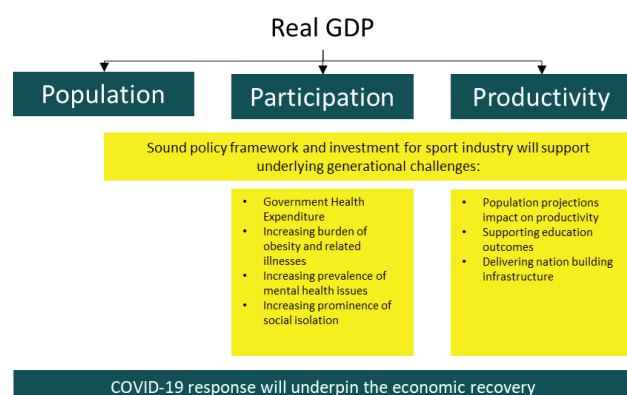 Real GDP
Population
Participation
Productivity
Sound policy framework and investment for sport industry will support
underlying generational challenges:
• Government Health
Expenditure
• Increasing burden of
obesity and related
illnesses
• Increasing prevalence of
mental health issues
• Increasing prominence of
social isolation
• Population projections
impact on productivity
• Supporting education
outcomes
• Delivering nation building
infrastructure
COVID-19 response will underpin the economic recovery